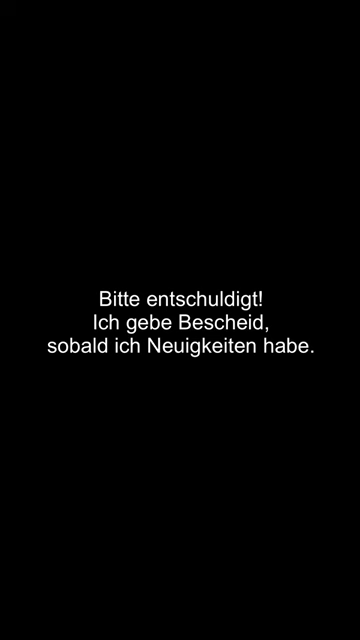 Bitte entschuldigt!
Ich gebe Bescheid,
sobald ich Neuigkeiten habe.